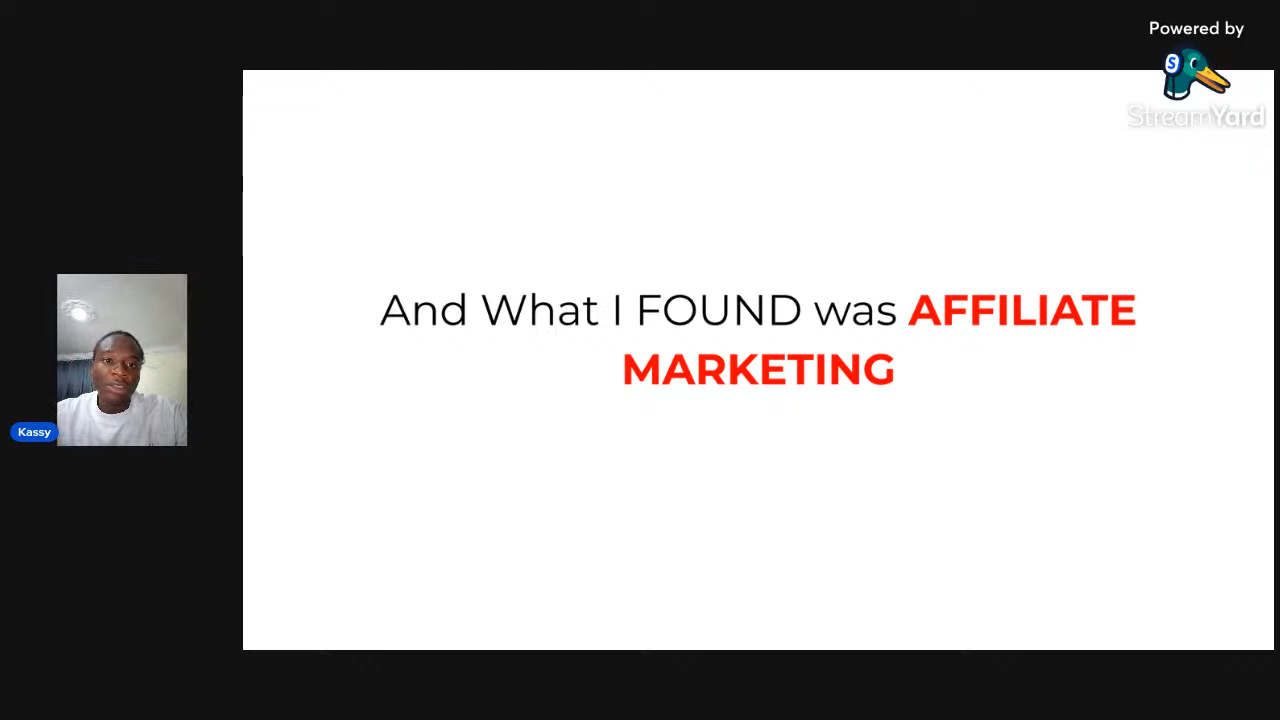 Powered by
S
StreamYard
And What I FOUND was AFFILIATE
MARKETING
Kassy